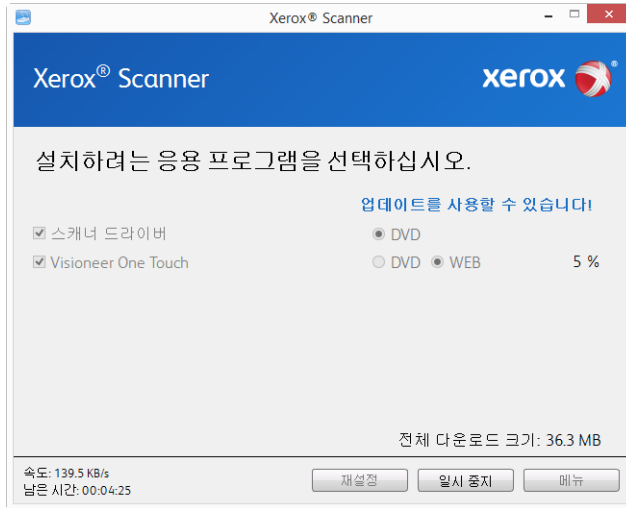 Xerox® Scanner
Xerox® Scanner
xerox®
설치하려는 응용 프로그램을 선택하십시오.
업데이트를 사용할 수 있습니다!
스캐너 드라이버 DVD
Visioneer One Touch DVD WEB 5 %
전체 다운로드 크기: 36.3 MB
속도: 139.5 KB/s
남은 시간: 00:04:25
재설정 일시 중지 메뉴